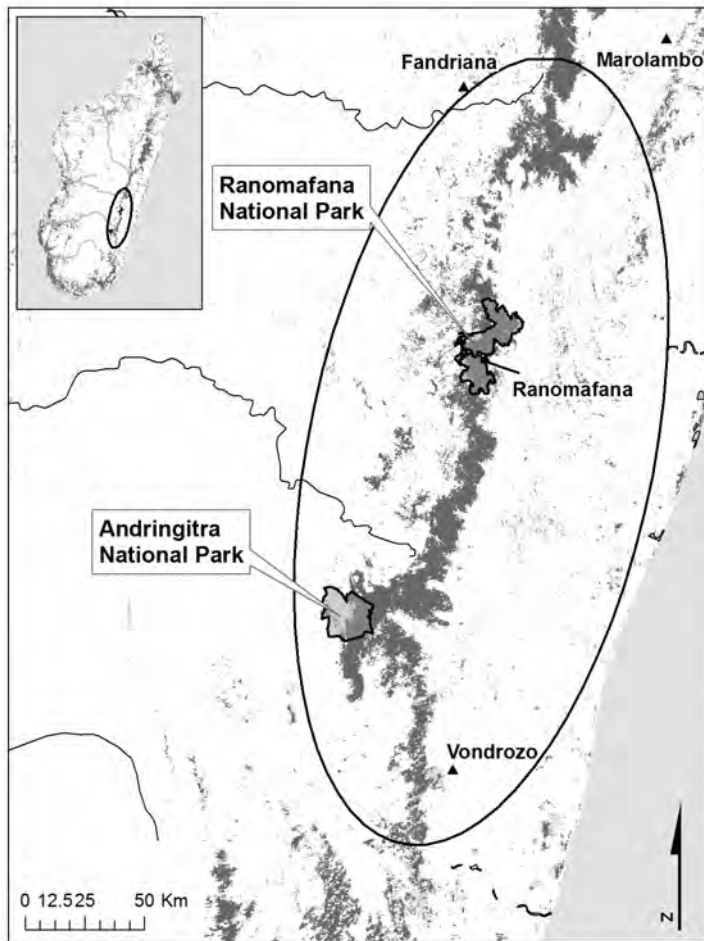 Fandriana
Marolambo
Ranomafana
National Park
Ranomafana
Andringitra
National Park
Vondrozo
0 12.525 50 Km
N